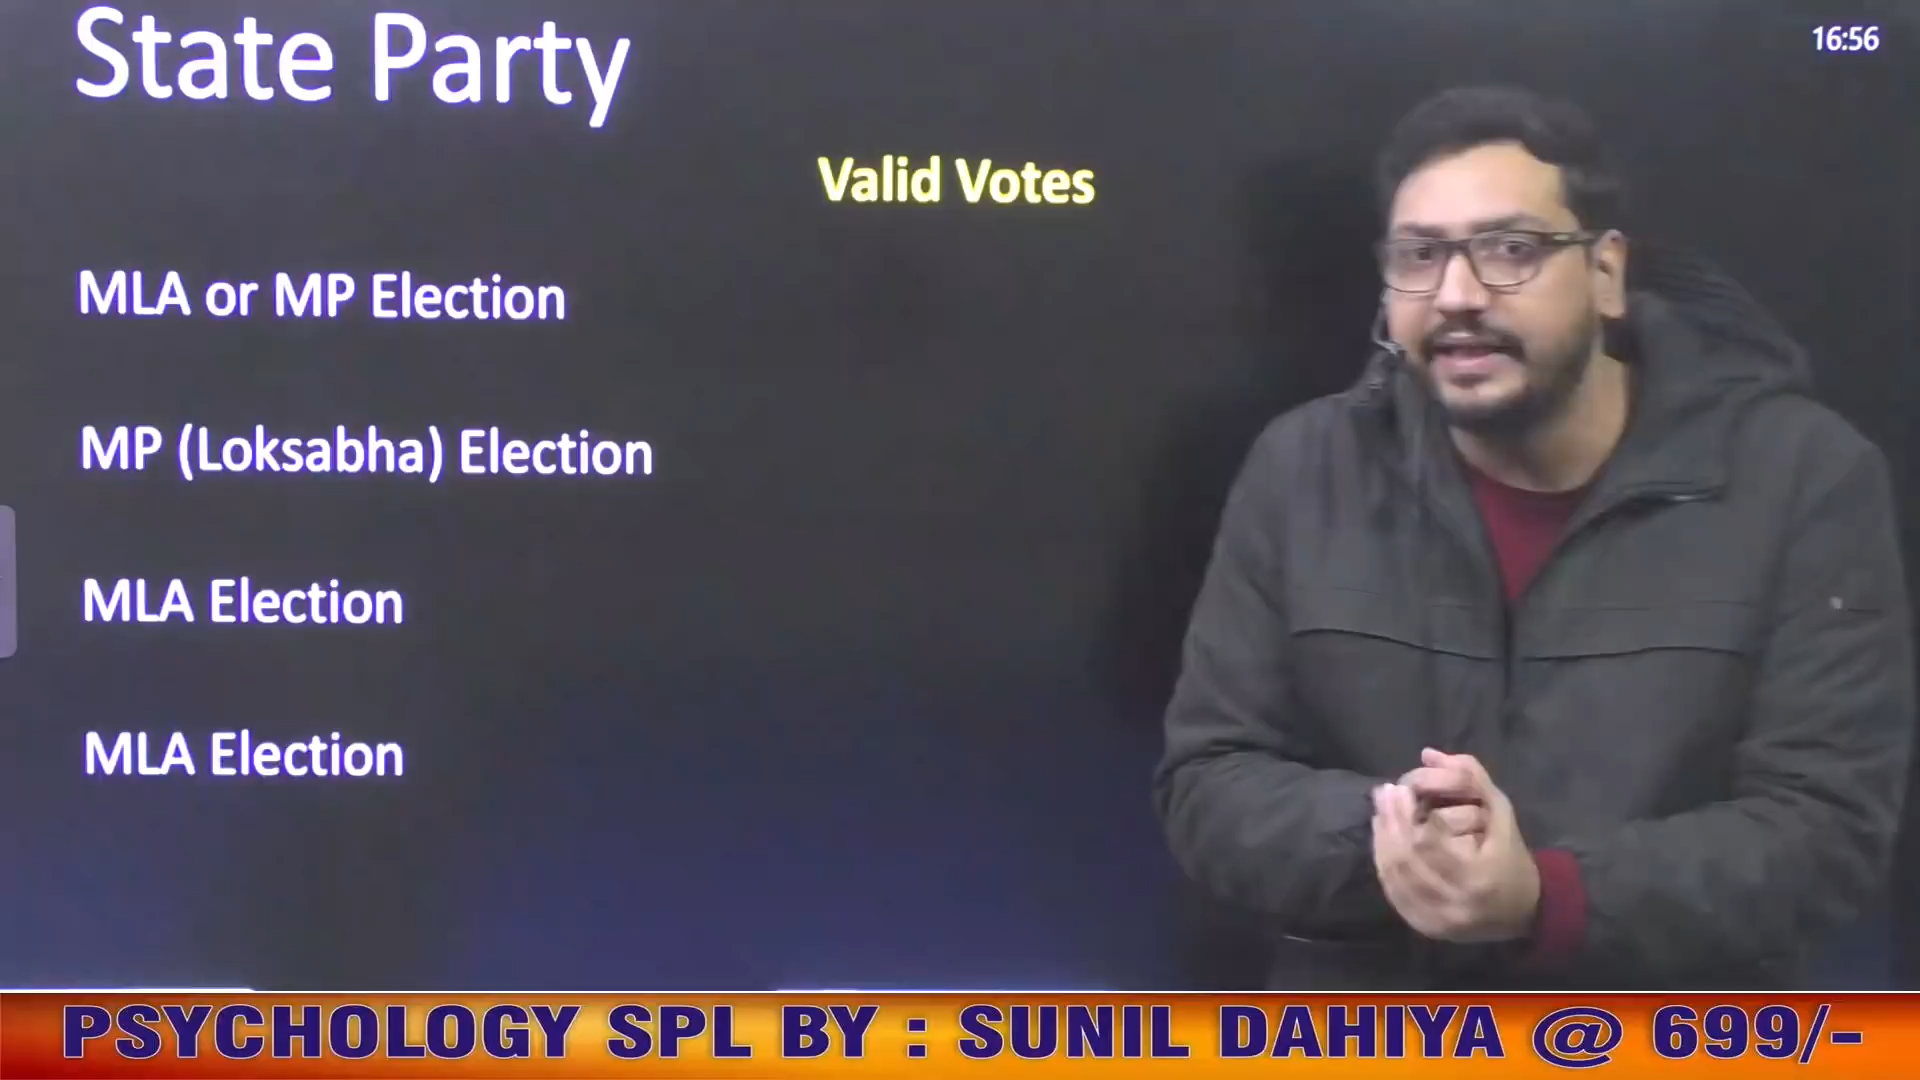 State Party
16:56
Valid Votes
MLA or MP Election
MP (Loksabha) Election
MLA Election
MLA Election
PSYCHOLOGY SPL BY : SUNIL DAHIYA @ 699/-